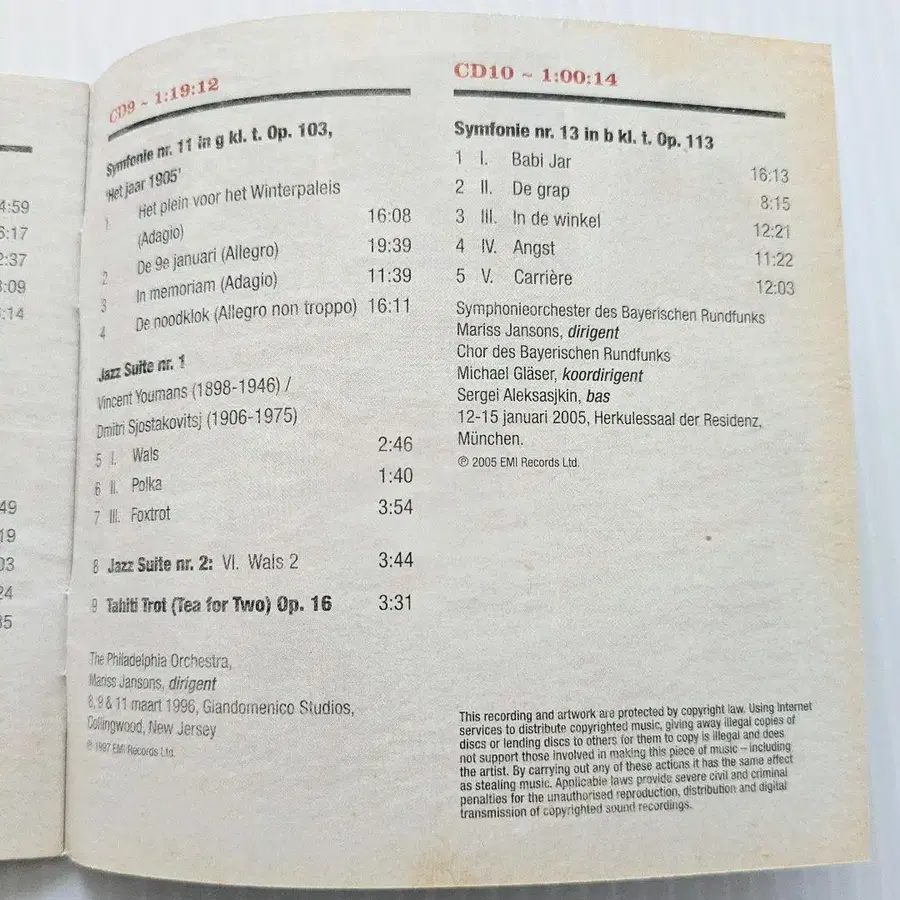 4:59
:17
2:37
:09
:14
49
19
03
24
35
CD9 ~ 1:19:12
Symfonie nr. 11 in g kl. t. Op. 103,
'Het jaar 1905'
1 Het plein voor het Winterpaleis
(Adagio) 16:08
2 De 9e januari (Allegro) 19:39
3 In memoriam (Adagio) 11:39
4 De noodklok (Allegro non troppo) 16:11
Jazz Suite nr. 1
Vincent Youmans (1898-1946) /
Dmitri Sjostakovitsj (1906-1975)
5 I. Wals 2:46
6 II. Polka 1:40
7 III. Foxtrot 3:54
8 Jazz Suite nr. 2: VI. Wals 2 3:44
9 Tahiti Trot (Tea for Two) Op. 16 3:31
The Philadelphia Orchestra,
Mariss Jansons, dirigent
8,9 & 11 maart 1996, Giandomenico Studios,
Collingwood, New Jersey
℗ 1997 EMI Records Ltd.
CD10 ~ 1:00:14
Symfonie nr. 13 in b kl. t. Op. 113
1 I. Babi Jar 16:13
2 II. De grap 8:15
3 III. In de winkel 12:21
4 IV. Angst 11:22
5 V. Carrière 12:03
Symphonieorchester des Bayerischen Rundfunks
Mariss Jansons, dirigent
Chor des Bayerischen Rundfunks
Michael Gläser, koordirigent
Sergei Aleksasjkin, bas
12-15 januari 2005, Herkulessaal der Residenz,
München.
℗ 2005 EMI Records Ltd.
This recording and artwork are protected by copyright law. Using Internet
services to distribute copyrighted music, giving away illegal copies of
discs or lending discs to others for them to copy is illegal and does
not support those involved in making this piece of music – including
the artist. By carrying out any of these actions it has the same effect
as stealing music. Applicable laws provide severe civil and criminal
penalties for the unauthorised reproduction, distribution and digital
transmission of copyrighted sound recordings.